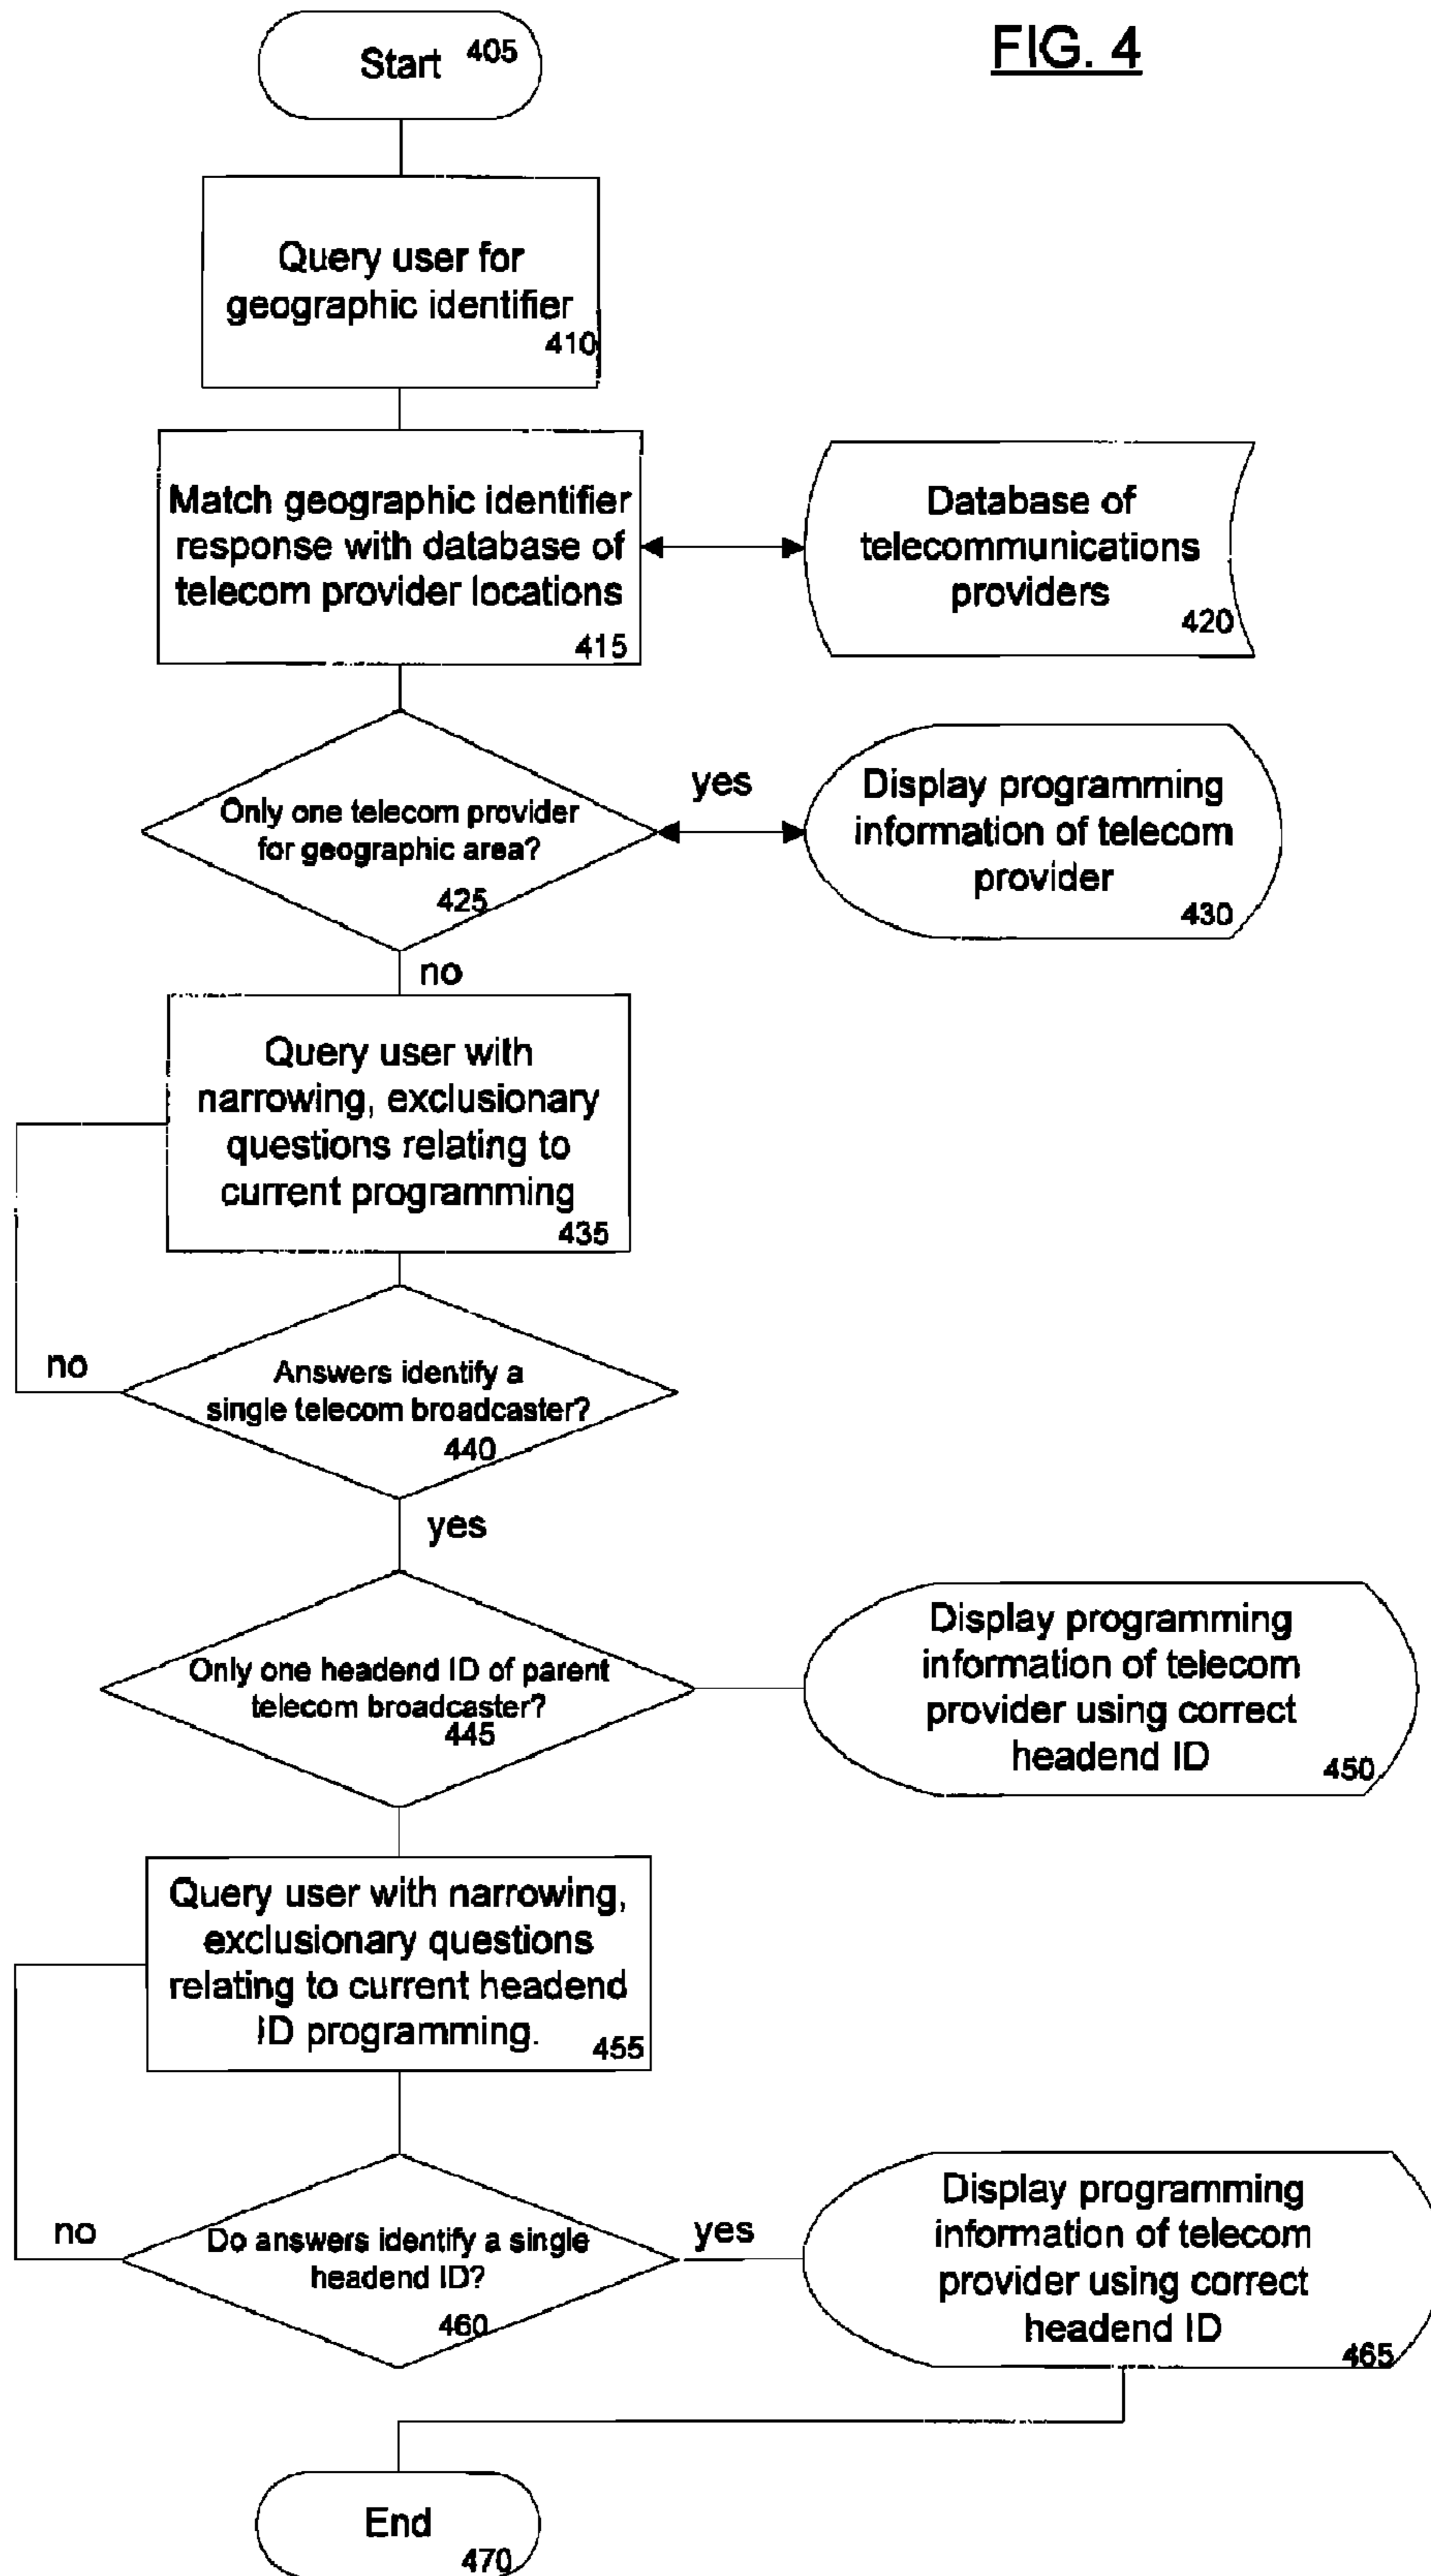 FIG. 4
Start 405
Query user for
geographic identifier
410
Match geographic identifier
response with database of
telecom provider locations
415
Database of
telecommunications
providers
420
Only one telecom provider
for geographic area?
425
yes
Display programming
information of telecom
provider
430
no
Query user with
narrowing, exclusionary
questions relating to
current programming
435
no
Answers identify a
single telecom broadcaster?
440
yes
Only one headend ID of parent
telecom broadcaster?
445
Display programming
information of telecom
provider using correct
headend ID
450
Query user with narrowing,
exclusionary questions
relating to current headend
ID programming.
455
no
Do answers identify a single
headend ID?
460
yes
Display programming
information of telecom
provider using correct
headend ID
465
End
470